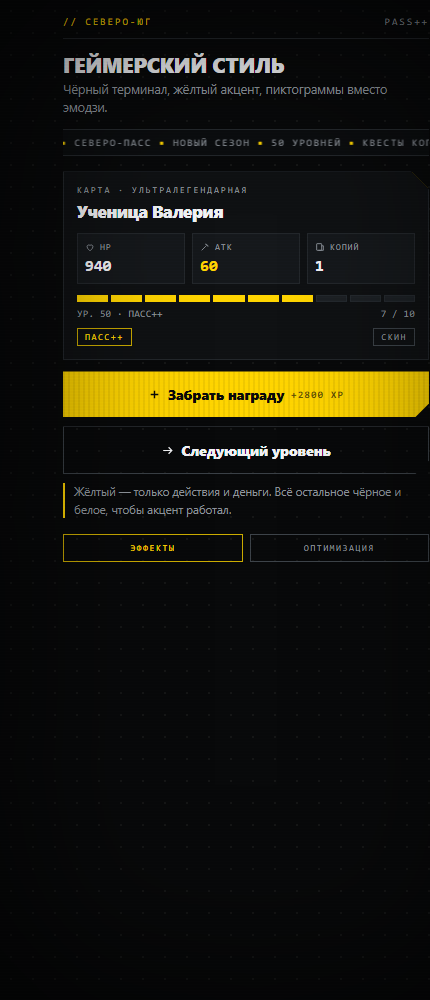 // СЕВЕРО-ЮГ
PASS++
ГЕЙМЕРСКИЙ СТИЛЬ
Чёрный терминал, жёлтый акцент, пиктограммы вместо
эмодзи.
СЕВЕРО-ПАСС ▪ НОВЫЙ СЕЗОН ▪ 50 УРОВНЕЙ ▪ КВЕСТЫ
КАРТА · УЛЬТРАЛЕГЕНДАРНАЯ
Ученица Валерия
HP
940
АТК
60
КОПИЙ
1
УР. 50 · ПАСС++
7 / 10
ПАСС++
СКИН
+ Забрать награду +2800 XP
→ Следующий уровень
Жёлтый — только действия и деньги. Всё остальное чёрное и
белое, чтобы акцент работал.
ЭФФЕКТЫ
ОПТИМИЗАЦИЯ